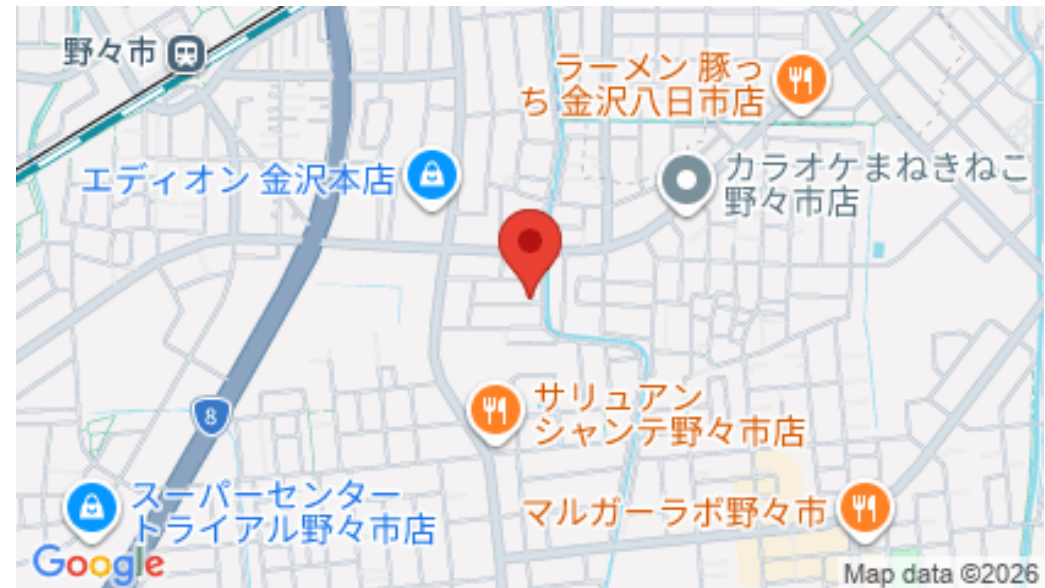 野々市
ラーメン 豚っ
ち 金沢八日市店
エディオン 金沢本店
カラオケまねきねこ
野々市店
8
サリュアン
シャンテ野々市店
スーパーセンター
トライアル野々市店
マルガーラボ野々市
Google
Map data ©2026